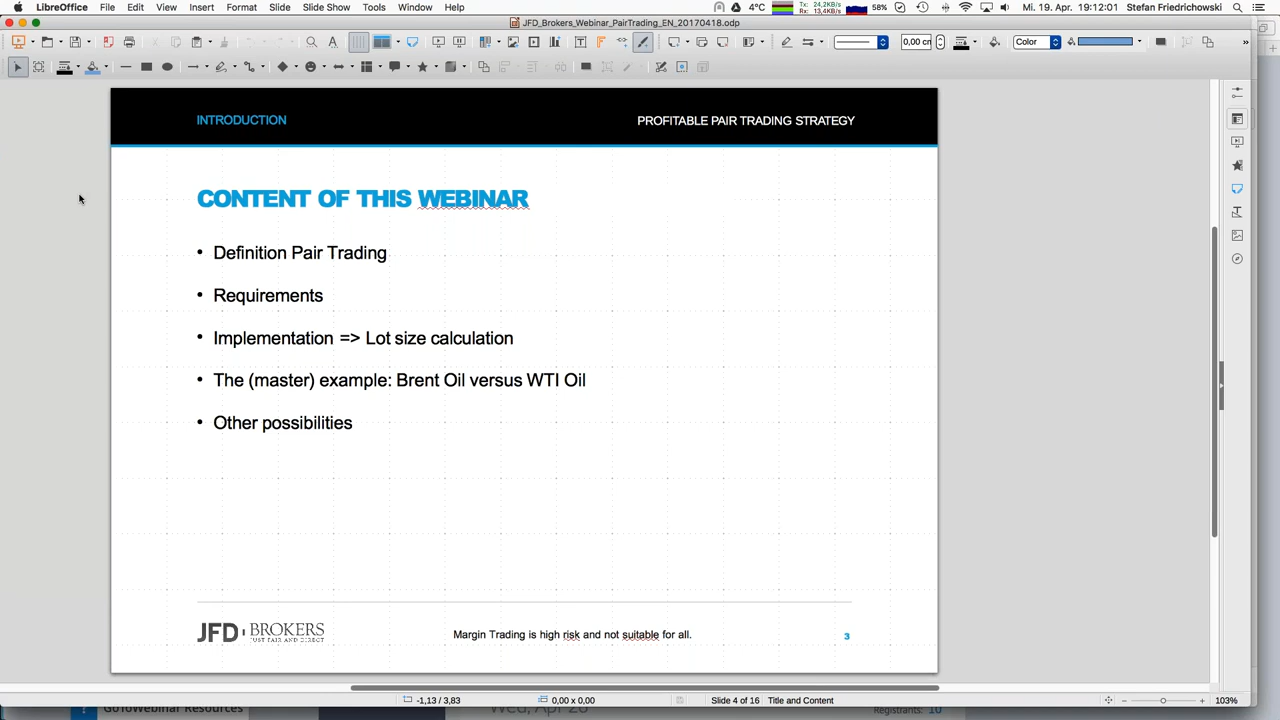 LibreOffice File Edit View Insert Format Slide Slide Show Tools Window Help 4°C Tx: 24,2KB/s Rx: 13,4KB/s 58% Mi. 19. Apr. 19:12:01 Stefan Friedrichowski
JFD_Brokers_Webinar_PairTrading_EN_20170418.odp
0,00 cm Color
INTRODUCTION PROFITABLE PAIR TRADING STRATEGY
CONTENT OF THIS WEBINAR
• Definition Pair Trading
• Requirements
• Implementation => Lot size calculation
• The (master) example: Brent Oil versus WTI Oil
• Other possibilities
JFD BROKERS
JUST FAIR AND DIRECT
Margin Trading is high risk and not suitable for all.
3
-1,13 / 3,83 0,00 x 0,00 Slide 4 of 16 Title and Content 103%
GoToWebinar Resources Wed, Apr 26 Registrants: 10